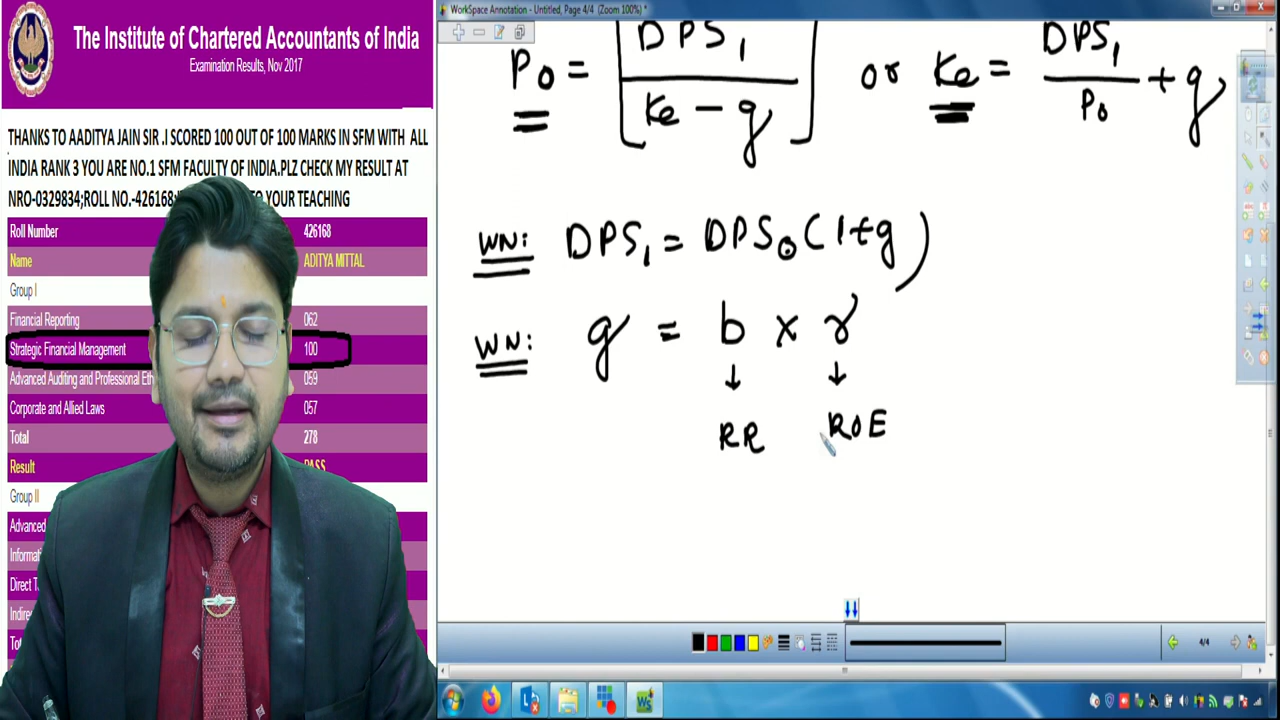 The Institute of Chartered Accountants of India
Examination Results, Nov 2017
THANKS TO AADITYA JAIN SIR .I SCORED 100 OUT OF 100 MARKS IN SFM WITH ALL
INDIA RANK 3 YOU ARE NO.1 SFM FACULTY OF INDIA.PLZ CHECK MY RESULT AT
NRO-0329834;ROLL NO.-426168; TO YOUR TEACHING
Roll Number 426168
Name ADITYA MITTAL
Group I
Financial Reporting 062
Strategic Financial Management 100
Advanced Auditing and Professional 059
Corporate and Allied Laws 057
Total 278
Result PASS
Group II
Advanced
Direct
WorkSpace Annotation - Untitled, Page 4/4 (Zoom 100%) *
P0 = [DPS1 / Ke - g] or Ke = DPS1 / P0 + g
WN: DPS1 = DPS0 (1+g)
WN: g = b x r
↓ ↓
RR ROE
4/4